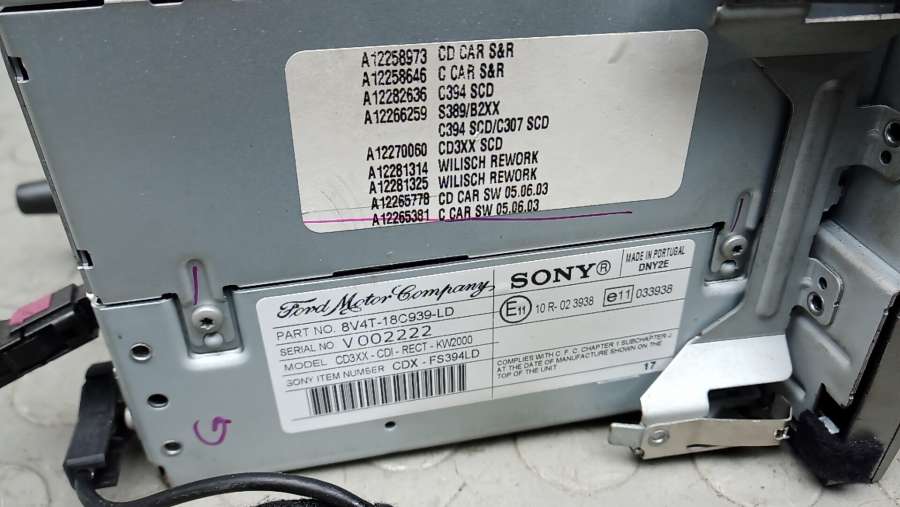 A12258973 CD CAR S&R
A12258646 C CAR S&R
A12282636 C394 SCD
A12266259 S389/B2XX
C394 SCD/C307 SCD
A12270060 CD3XX SCD
A12281314 WILISCH REWORK
A12281325 WILISCH REWORK
A12265778 CD CAR SW 05.06.03
A12265381 C CAR SW 05.06.03
Ford Motor Company
PART NO. 8V4T-18C939-LD
SERIAL NO. V002222
MODEL CD3XX - CDI - RECT - KW2000
SONY ITEM NUMBER CDX - FS394LD
SONY®
MADE IN PORTUGAL
DNY2E
E11 10 R- 02 3938 e11 033938
COMPLIES WITH C. F. C. CHAPTER 1 SUBCHAPTER J
AT THE DATE OF MANUFACTURE SHOWN ON THE
TOP OF THE UNIT
17